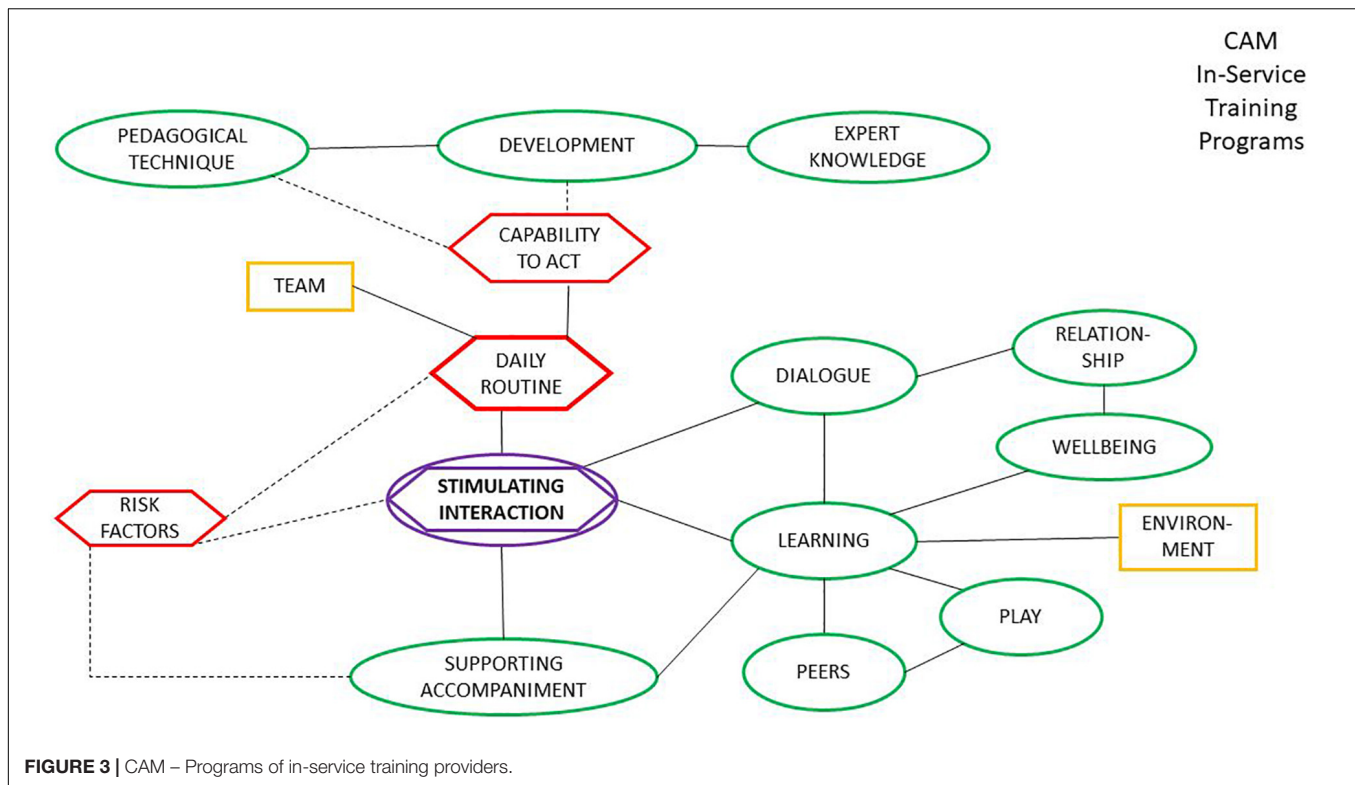 CAM
In-Service
Training
Programs
PEDAGOGICAL
TECHNIQUE
DEVELOPMENT
EXPERT
KNOWLEDGE
CAPABILITY
TO ACT
TEAM
DAILY
ROUTINE
DIALOGUE
RELATION-
SHIP
WELLBEING
RISK
FACTORS
STIMULATING
INTERACTION
LEARNING
ENVIRON-
MENT
SUPPORTING
ACCOMPANIMENT
PEERS
PLAY
FIGURE 3 | CAM – Programs of in-service training providers.